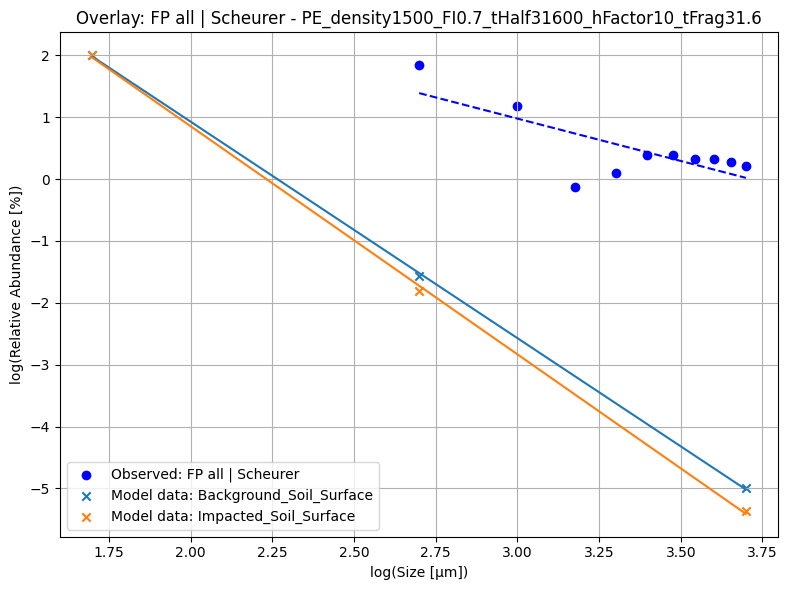 Overlay: FP all | Scheurer - PE_density1500_FI0.7_tHalf31600_hFactor10_tFrag31.6
log(Relative Abundance [%])
2
1
0
−1
−2
−3
−4
−5
Observed: FP all | Scheurer
Model data: Background_Soil_Surface
Model data: Impacted_Soil_Surface
1.75 2.00 2.25 2.50 2.75 3.00 3.25 3.50 3.75
log(Size [µm])